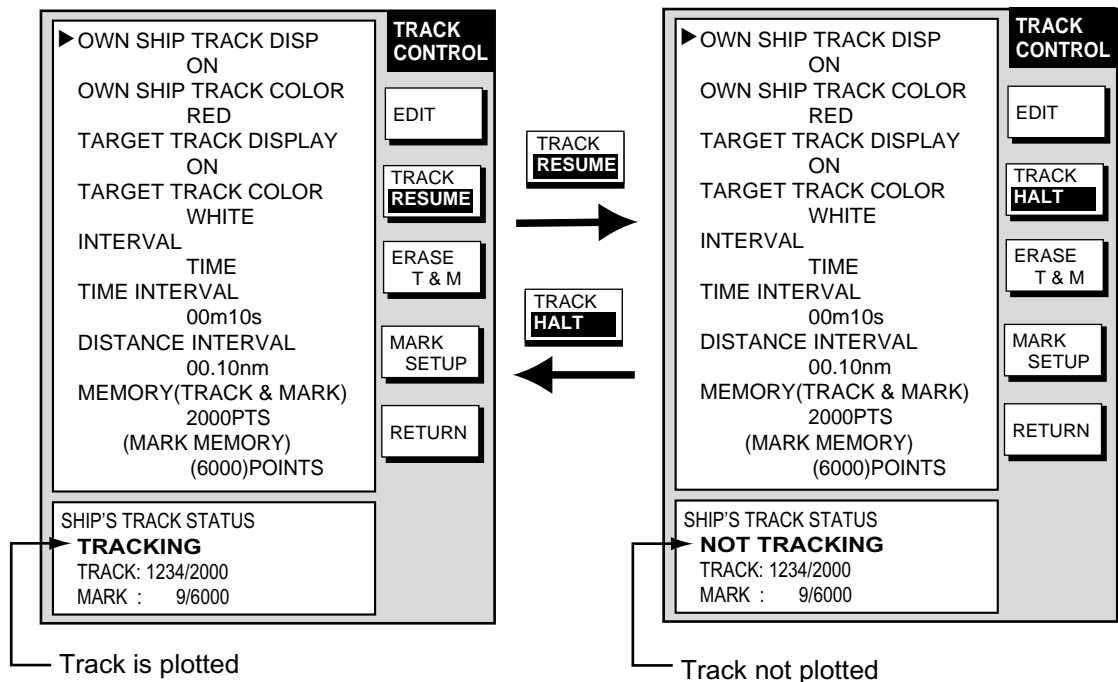 OWN SHIP TRACK DISP
ON
OWN SHIP TRACK COLOR
RED
TARGET TRACK DISPLAY
ON
TARGET TRACK COLOR
WHITE
INTERVAL
TIME
TIME INTERVAL
00m10s
DISTANCE INTERVAL
00.10nm
MEMORY(TRACK & MARK)
2000PTS
(MARK MEMORY)
(6000)POINTS
TRACK
CONTROL
EDIT
TRACK
RESUME
ERASE
T & M
MARK
SETUP
RETURN
SHIP'S TRACK STATUS
TRACKING
TRACK: 1234/2000
MARK : 9/6000
Track is plotted
TRACK
RESUME
TRACK
HALT
OWN SHIP TRACK DISP
ON
OWN SHIP TRACK COLOR
RED
TARGET TRACK DISPLAY
ON
TARGET TRACK COLOR
WHITE
INTERVAL
TIME
TIME INTERVAL
00m10s
DISTANCE INTERVAL
00.10nm
MEMORY(TRACK & MARK)
2000PTS
(MARK MEMORY)
(6000)POINTS
TRACK
CONTROL
EDIT
TRACK
HALT
ERASE
T & M
MARK
SETUP
RETURN
SHIP'S TRACK STATUS
NOT TRACKING
TRACK: 1234/2000
MARK : 9/6000
Track not plotted